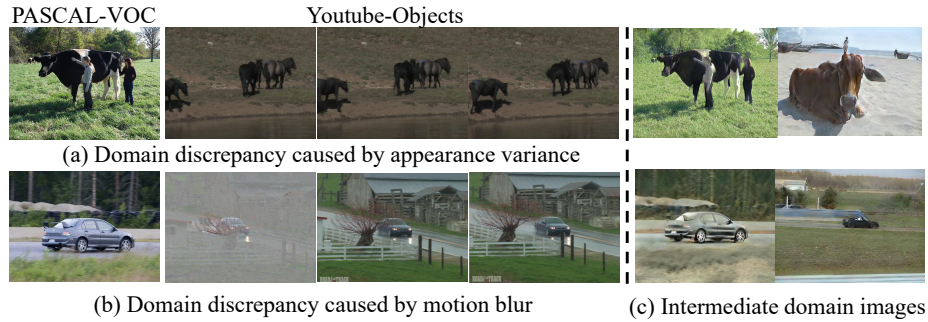 PASCAL-VOC
Youtube-Objects
(a) Domain discrepancy caused by appearance variance
(b) Domain discrepancy caused by motion blur
(c) Intermediate domain images